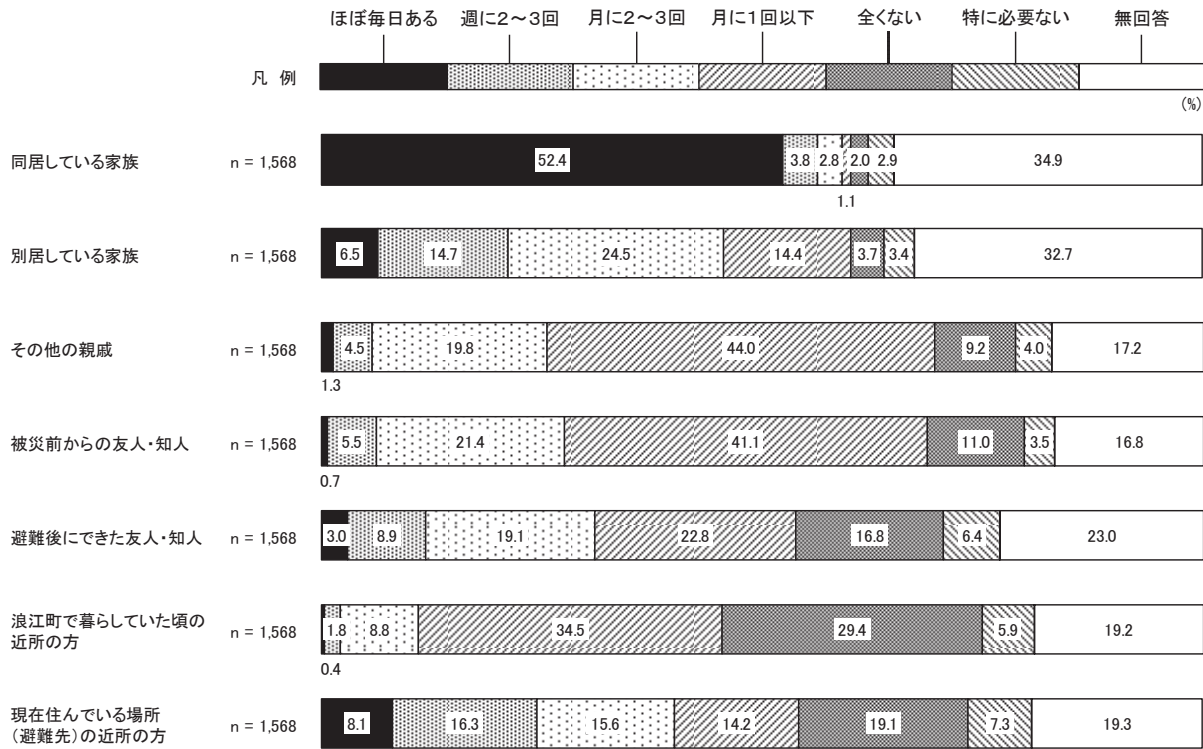 ほぼ毎日ある 週に2～3回 月に2～3回 月に1回以下 全くない 特に必要ない 無回答
凡 例
(%)
同居している家族 n = 1,568 52.4 3.8 2.8 2.0 2.9 34.9
1.1
別居している家族 n = 1,568 6.5 14.7 24.5 14.4 3.7 3.4 32.7
その他の親戚 n = 1,568 4.5 19.8 44.0 9.2 4.0 17.2
1.3
被災前からの友人・知人 n = 1,568 5.5 21.4 41.1 11.0 3.5 16.8
0.7
避難後にできた友人・知人 n = 1,568 3.0 8.9 19.1 22.8 16.8 6.4 23.0
浪江町で暮らしていた頃の
近所の方 n = 1,568 1.8 8.8 34.5 29.4 5.9 19.2
0.4
現在住んでいる場所
（避難先）の近所の方 n = 1,568 8.1 16.3 15.6 14.2 19.1 7.3 19.3